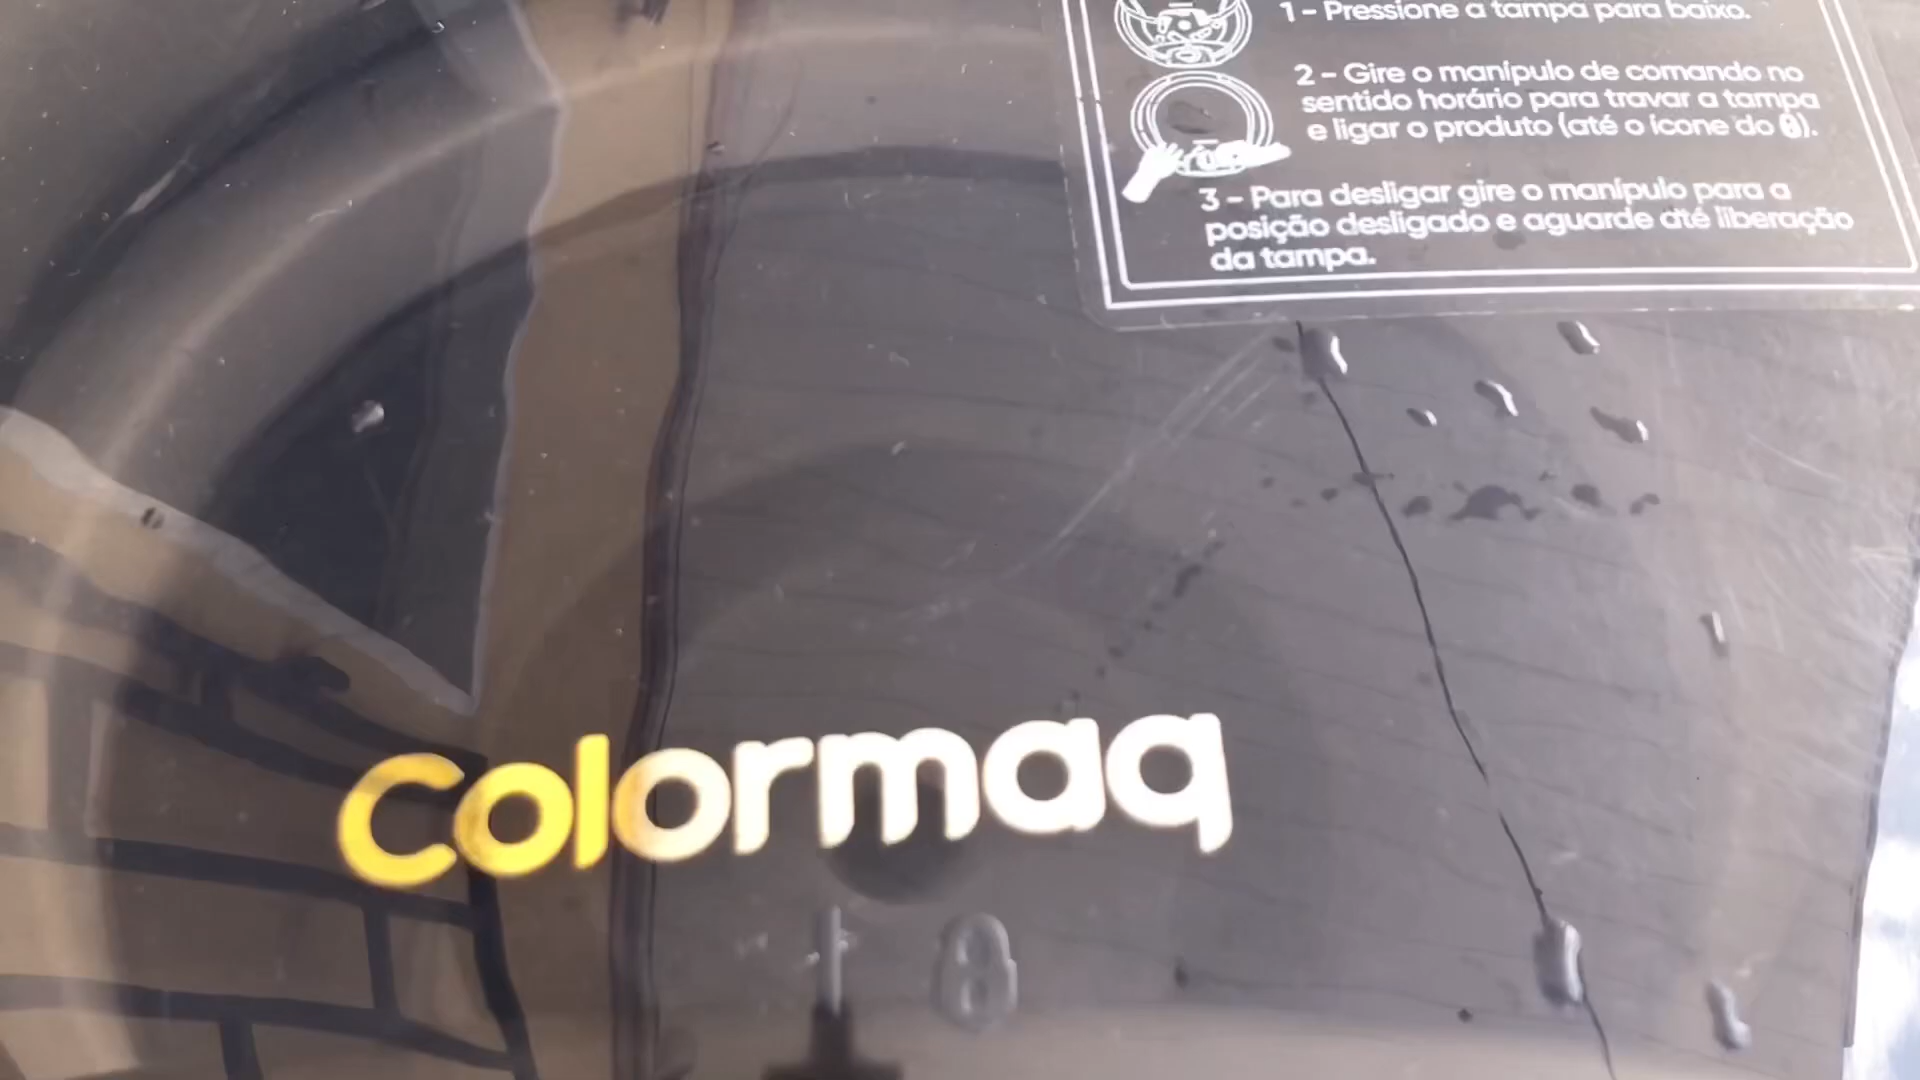 1 - Pressione a tampa para baixo.
2 - Gire o manípulo de comando no
sentido horário para travar a tampa
e ligar o produto (até o ícone do 🔒).
3 - Para desligar gire o manípulo para a
posição desligado e aguarde até liberação
da tampa.
colormaq